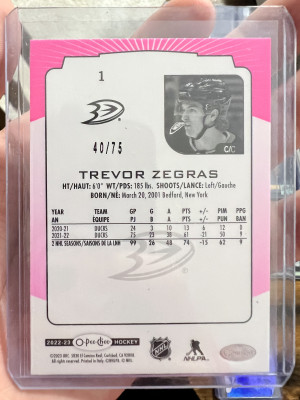 1
40/75
C/C
TREVOR ZEGRAS
HT/HAUT: 6'0" WT/PDS: 185 lbs. SHOOTS/LANCE: Left/Gauche
BORN/NÉ: March 20, 2001 Bedford, New York
YEAR TEAM GP G A PTS +/- PIM PPG
AN ÉQUIPE PJ B A PTS +/- PUN BAN
2020-21 DUCKS 24 3 10 13 6 12 0
2021-22 DUCKS 75 23 38 61 -21 50 9
2 NHL SEASONS/SAISONS DE LA LNH 99 26 48 74 -15 62 9
2022-23 O-Pee-Chee HOCKEY
NHL
NHLPA